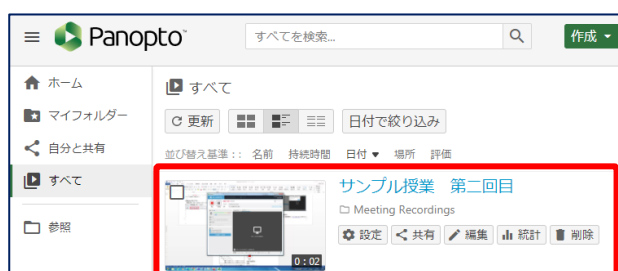 Panopto
すべてを検索...
作成
ホーム
マイフォルダー
自分と共有
すべて
参照
すべて
更新
日付で絞り込み
並び替え基準:: 名前 持続時間 日付 ▼ 場所 評価
サンプル授業 第二回目
Meeting Recordings
設定 共有 編集 統計 削除
0:02